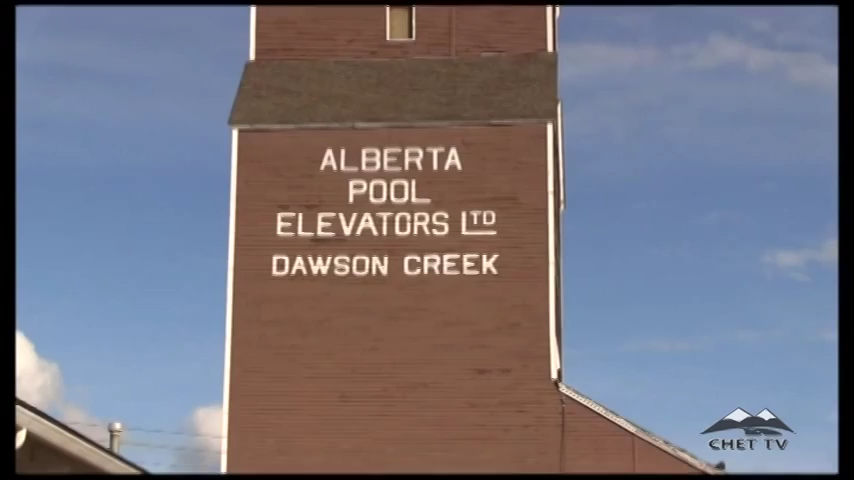 ALBERTA
POOL
ELEVATORS LTD
DAWSON CREEK
CHET TV